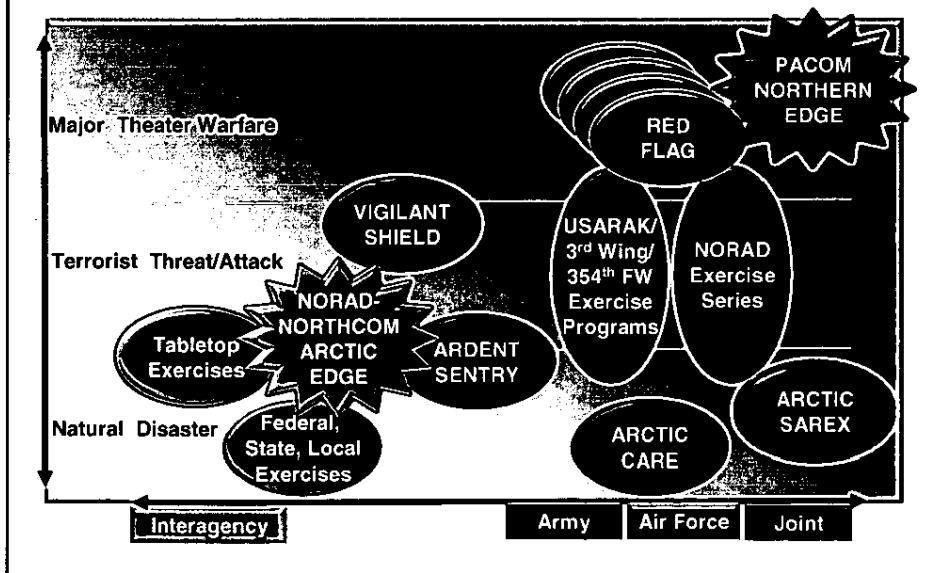 PACOM
NORTHERN
EDGE
Major Theater Warfare
RED
FLAG
VIGILANT
SHIELD
USARAK/
3rd Wing/
354th FW
Exercise
Programs
NORAD
Exercise
Series
Terrorist Threat/Attack
NORAD-
NORTHCOM
ARCTIC
EDGE
Tabletop
Exercises
ARDENT
SENTRY
ARCTIC
SAREX
Natural Disaster
Federal,
State, Local
Exercises
ARCTIC
CARE
Interagency
Army
Air Force
Joint